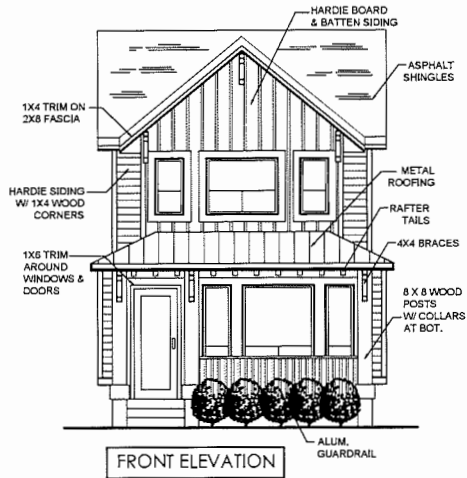 HARDIE BOARD
& BATTEN SIDING
ASPHALT
SHINGLES
1X4 TRIM ON
2X8 FASCIA
METAL
ROOFING
HARDIE SIDING
W/ 1X4 WOOD
CORNERS
RAFTER
TAILS
4X4 BRACES
1X6 TRIM
AROUND
WINDOWS &
DOORS
8 X 8 WOOD
POSTS
W/ COLLARS
AT BOT.
ALUM.
GUARDRAIL
FRONT ELEVATION